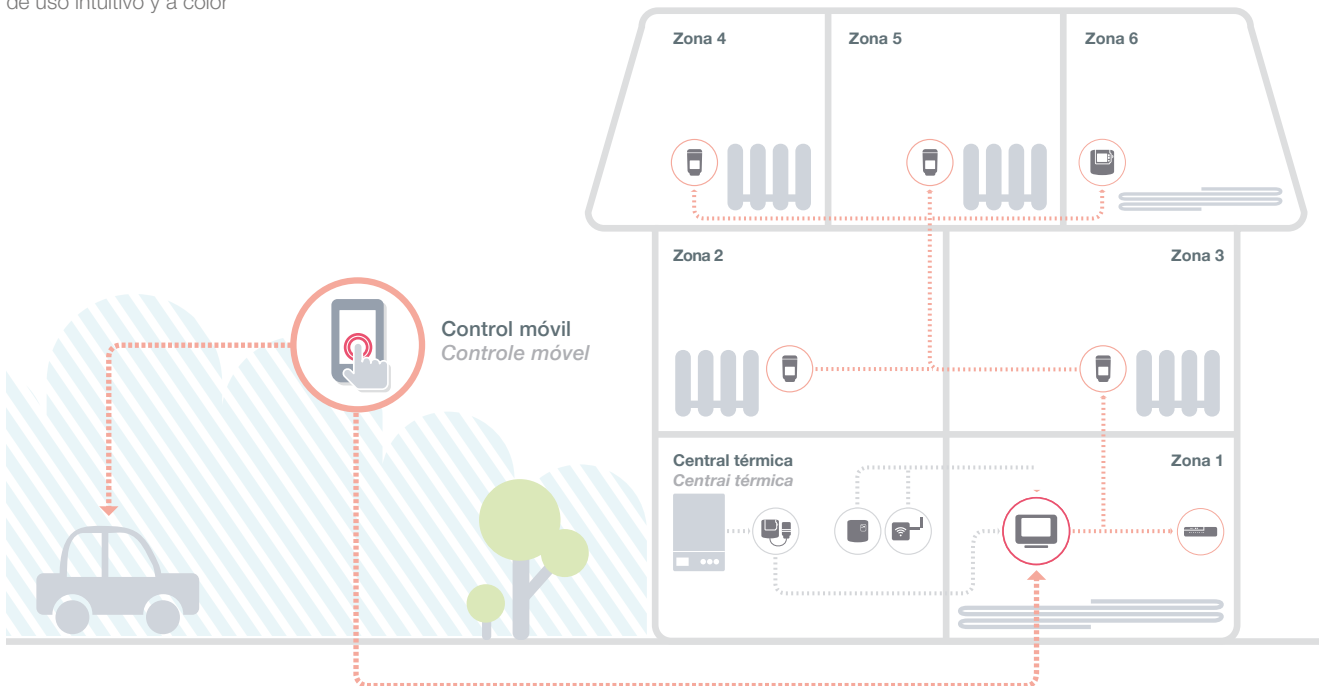 de uso intuitivo y a color
Zona 4
Zona 5
Zona 6
Zona 2
Zona 3
Control móvil
Controle móvel
Central térmica
Centrai térmica
Zona 1